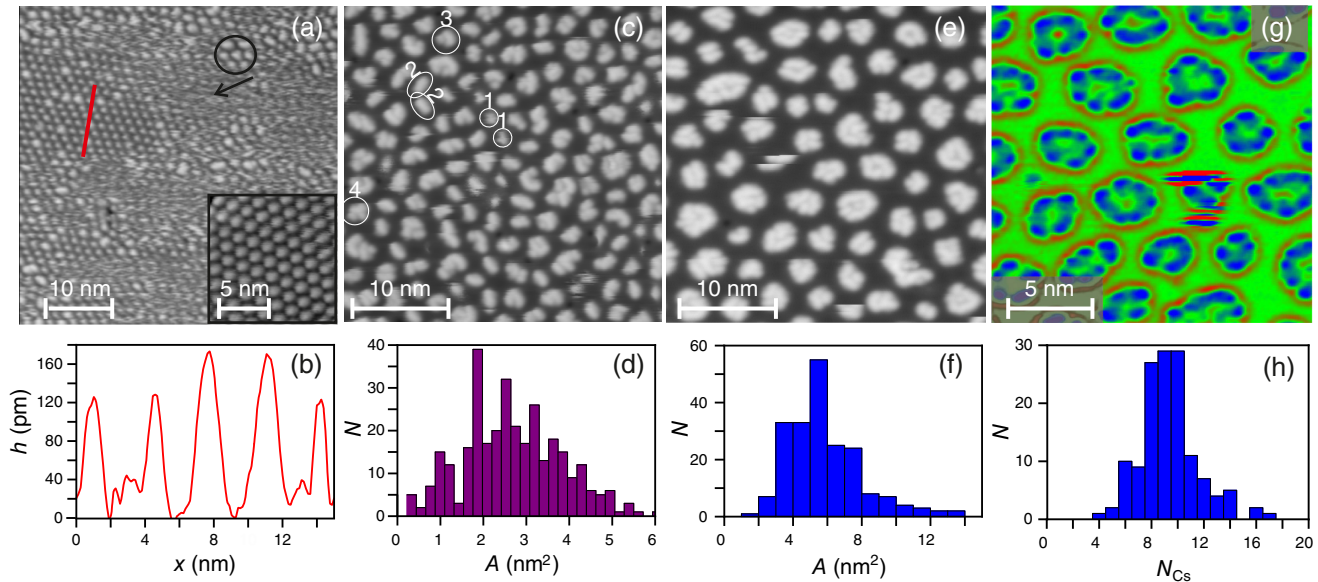 (a)
10 nm
5 nm
(c)
3
2
2
1
1
4
10 nm
(e)
10 nm
(g)
5 nm
(b)
h (pm)
160
120
80
40
0
0 4 8 12
x (nm)
(d)
N
40
30
20
10
0
0 1 2 3 4 5 6
A (nm²)
(f)
N
60
40
20
0
0 4 8 12
A (nm²)
(h)
N
30
20
10
0
0 4 8 12 16 20
N_Cs